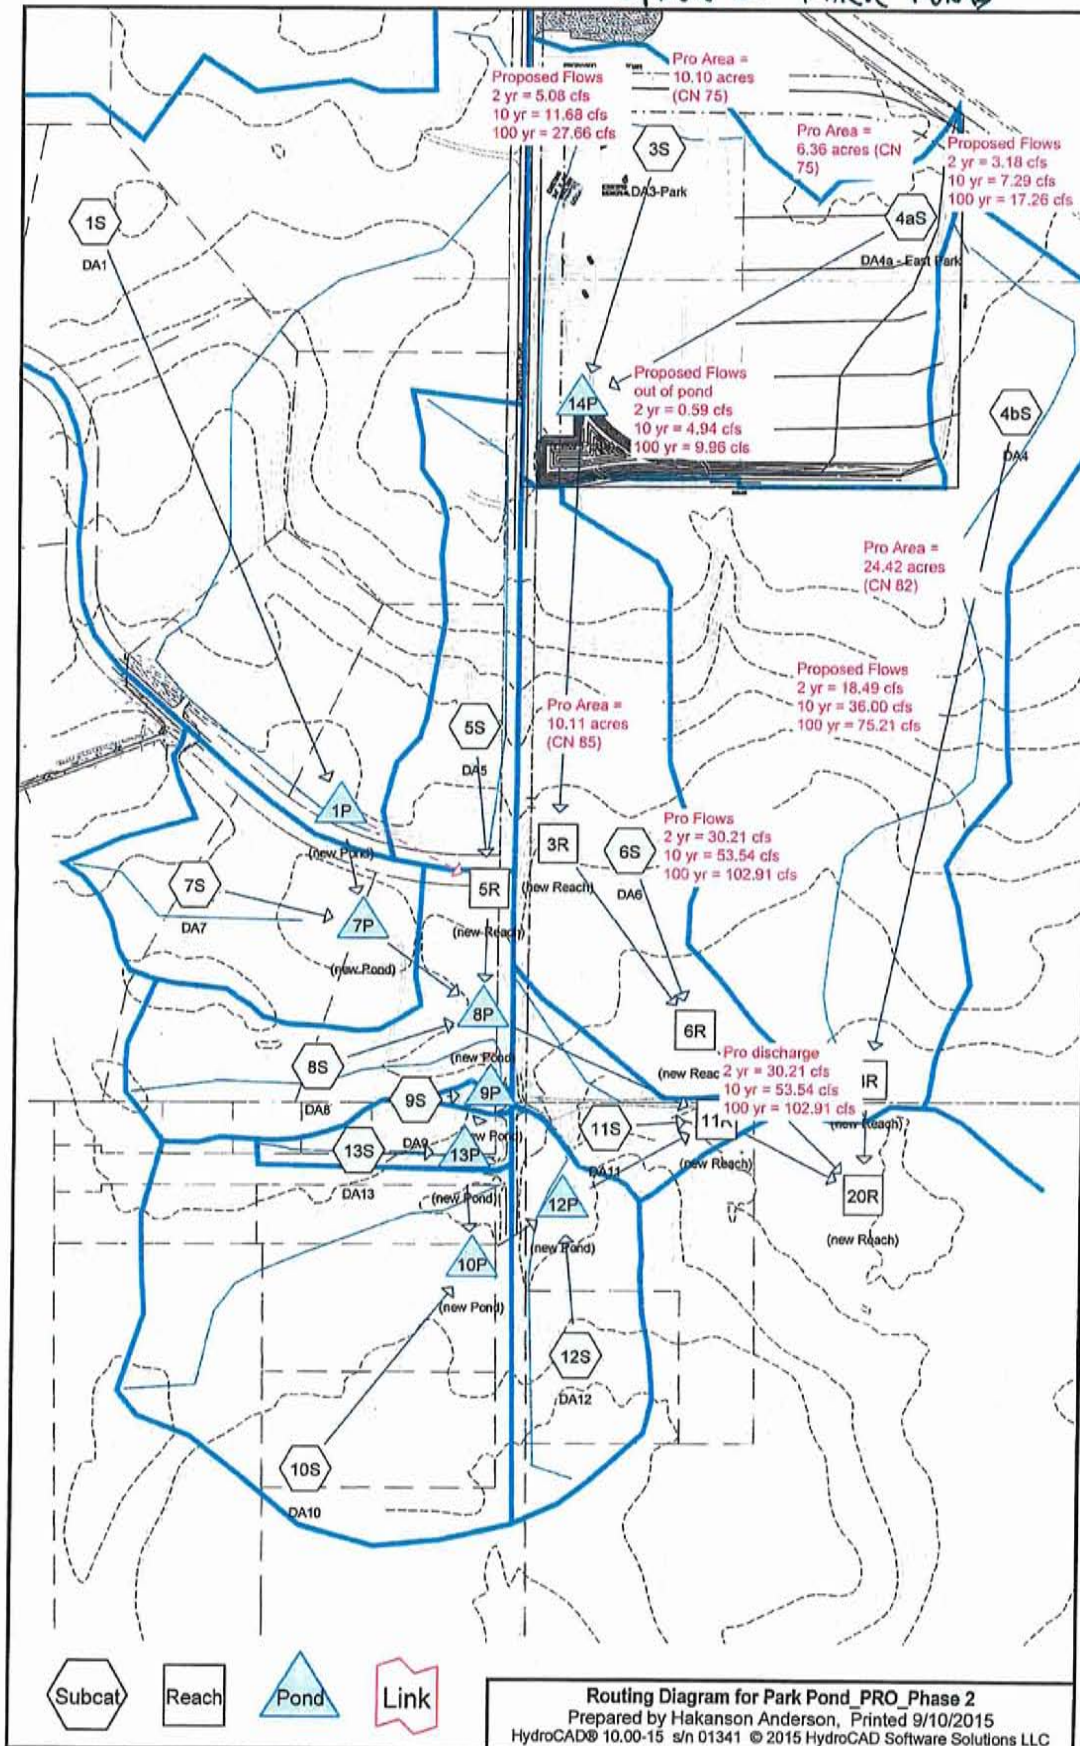 PARK POND
Proposed Flows
2 yr = 5.08 cfs
10 yr = 11.68 cfs
100 yr = 27.66 cfs
Pro Area =
10.10 acres
(CN 75)
Pro Area =
6.36 acres (CN
75)
Proposed Flows
2 yr = 3.18 cfs
10 yr = 7.29 cfs
100 yr = 17.26 cfs
3S
DA3-Park
1S
DA1
4aS
DA4a - East Park
Proposed Flows
out of pond
2 yr = 0.59 cfs
10 yr = 4.94 cfs
100 yr = 9.96 cfs
14P
4bS
DA4
Pro Area =
24.42 acres
(CN 82)
Proposed Flows
2 yr = 18.49 cfs
10 yr = 36.00 cfs
100 yr = 75.21 cfs
Pro Area =
10.11 acres
(CN 85)
5S
DA5
1P
(new Pond)
Pro Flows
2 yr = 30.21 cfs
10 yr = 53.54 cfs
100 yr = 102.91 cfs
3R
(new Reach)
6S
DA6
7S
DA7
5R
(new Reach)
7P
(new Pond)
8P
(new Pond)
6R
(new Reac
Pro discharge
2 yr = 30.21 cfs
10 yr = 53.54 cfs
100 yr = 102.91 cfs
8S
DA8
9S
DA9
9P
w Pond)
11S
DA11
(new Reach)
(new Reach)
13S
DA13
13P
(new Pond)
12P
(new Pond)
20R
(new Reach)
10P
(new Pond)
12S
DA12
10S
DA10
Subcat
Reach
Pond
Link
Routing Diagram for Park Pond_PRO_Phase 2
Prepared by Hakanson Anderson, Printed 9/10/2015
HydroCAD® 10.00-15 s/n 01341 © 2015 HydroCAD Software Solutions LLC